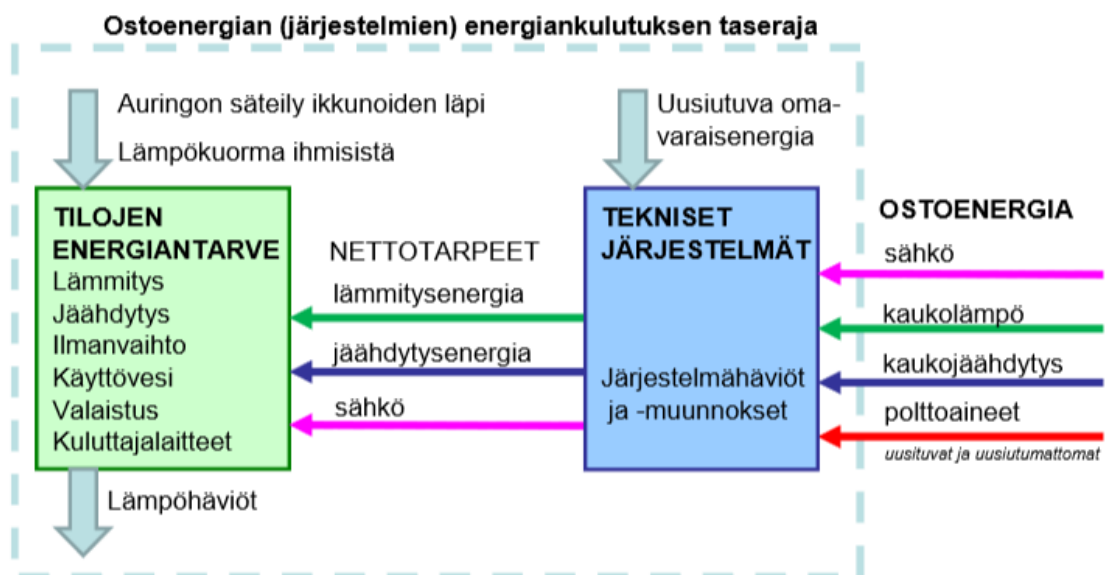 Ostoenergian (järjestelmien) energiankulutuksen taseraja
Auringon säteily ikkunoiden läpi
Lämpökuorma ihmisistä
Uusiutuva oma-
varaisenergia
TILOJEN
ENERGIANTARVE
Lämmitys
Jäähdytys
Ilmanvaihto
Käyttövesi
Valaistus
Kuluttajalaitteet
NETTOTARPEET
lämmitysenergia
jäähdytysenergia
sähkö
TEKNISET
JÄRJESTELMÄT
Järjestelmähäviöt
ja -muunnokset
OSTOENERGIA
sähkö
kaukolämpö
kaukojäähdytys
polttoaineet
uusituvat ja uusiutumattomat
Lämpöhäviöt